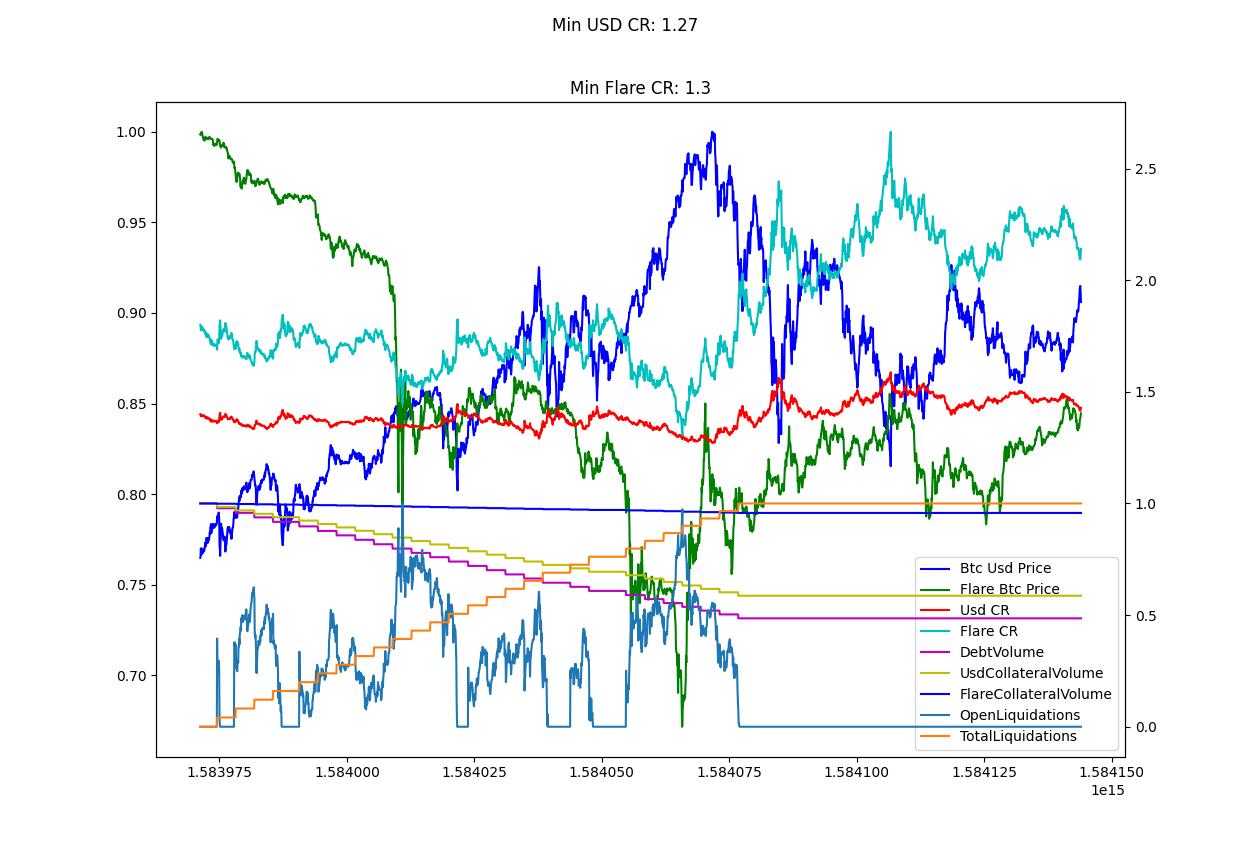 Min USD CR: 1.27
Min Flare CR: 1.3
1.00
0.95
0.90
0.85
0.80
0.75
0.70
2.5
2.0
1.5
1.0
0.5
0.0
Btc Usd Price
Flare Btc Price
Usd CR
Flare CR
DebtVolume
UsdCollateralVolume
FlareCollateralVolume
OpenLiquidations
TotalLiquidations
1.583975 1.584000 1.584025 1.584050 1.584075 1.584100 1.584125 1.584150
1e15